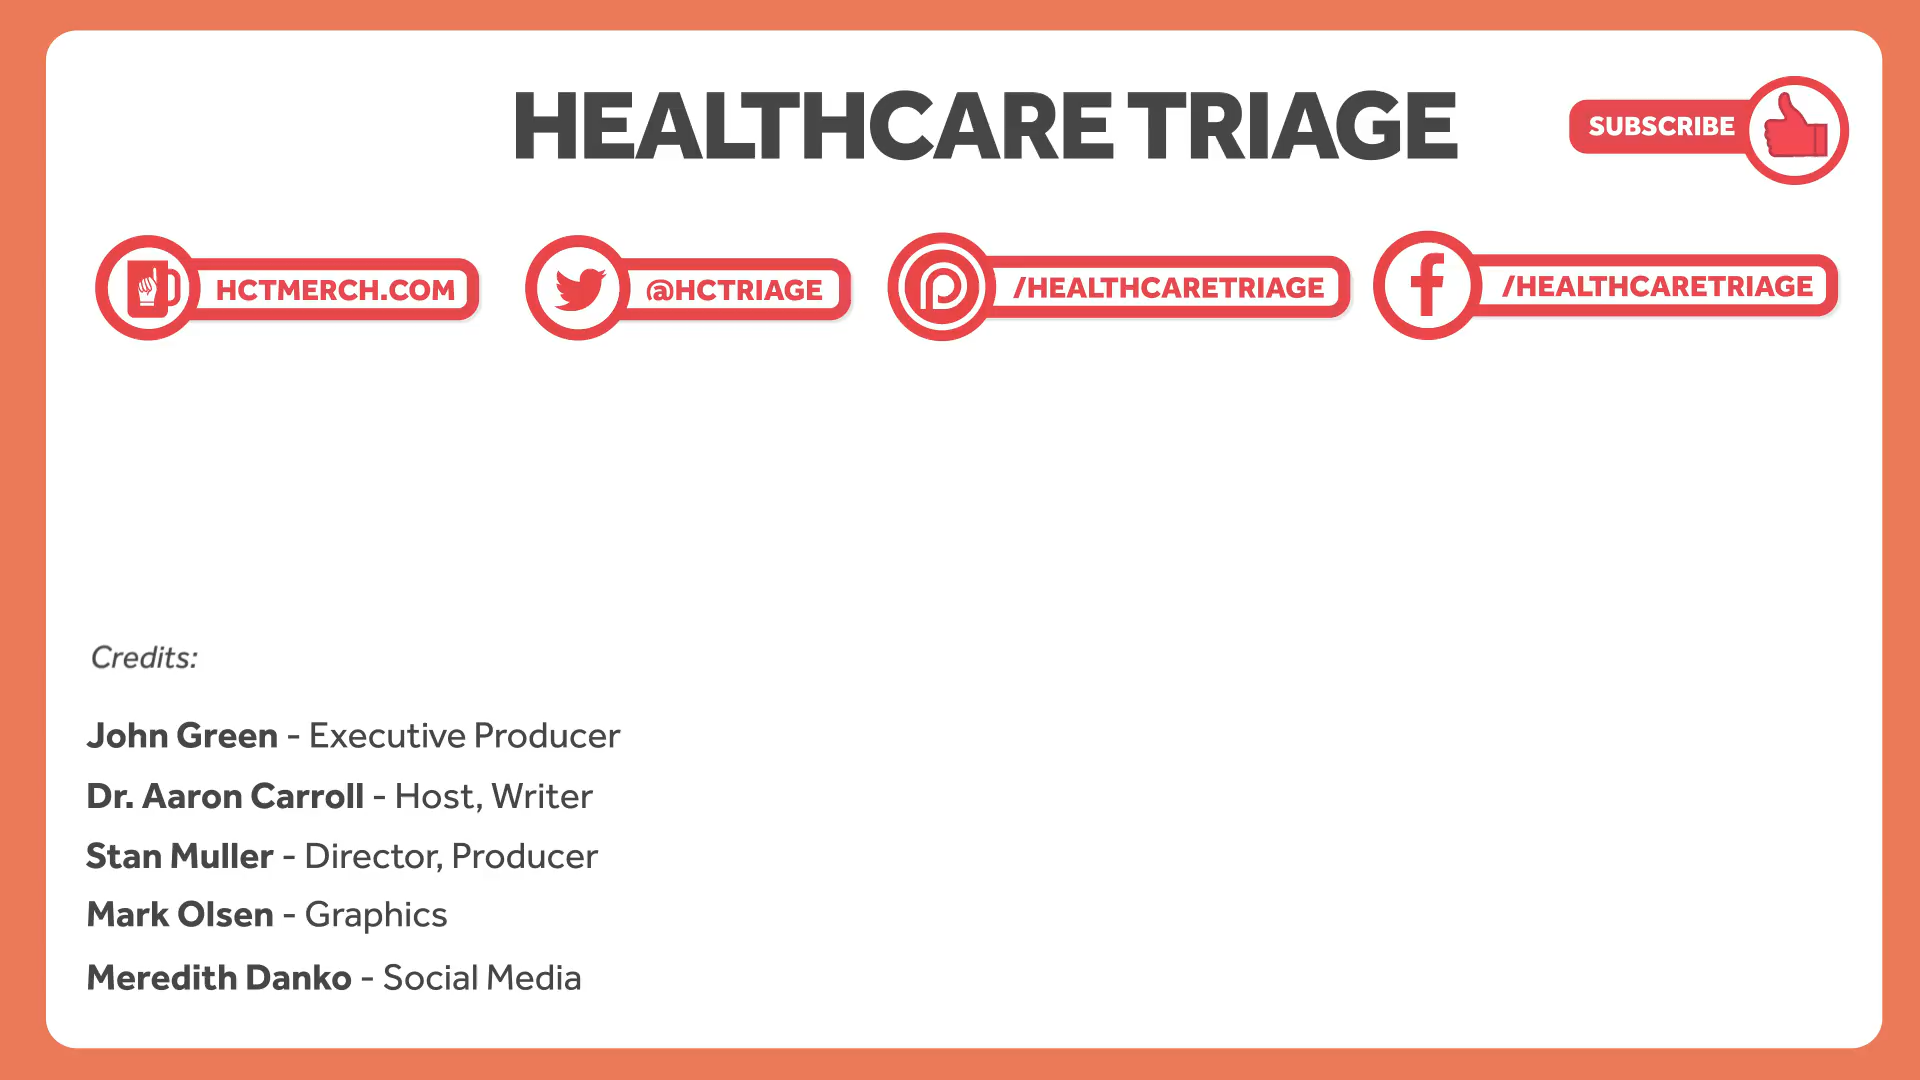 HEALTHCARE TRIAGE
SUBSCRIBE
HCTMERCH.COM
@HCTRIAGE
/HEALTHCARETRIAGE
/HEALTHCARETRIAGE
Credits:
John Green - Executive Producer
Dr. Aaron Carroll - Host, Writer
Stan Muller - Director, Producer
Mark Olsen - Graphics
Meredith Danko - Social Media